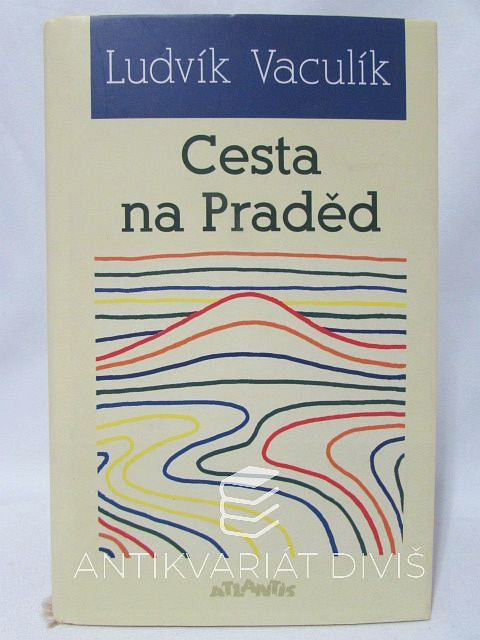 Ludvík Vaculík
Cesta
na Praděd
ANTIKVARIÁT DIVIŠ
ATLANTIS